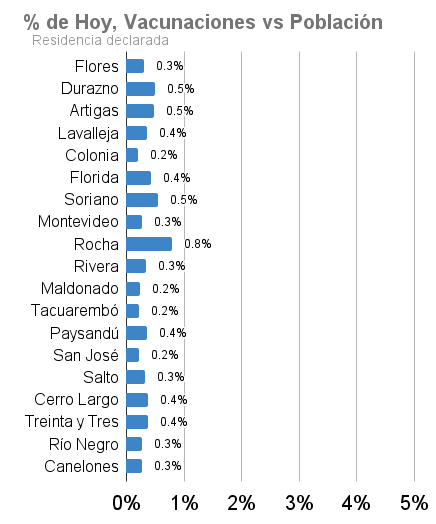 % de Hoy, Vacunaciones vs Población
Residencia declarada
Flores 0.3%
Durazno 0.5%
Artigas 0.5%
Lavalleja 0.4%
Colonia 0.2%
Florida 0.4%
Soriano 0.5%
Montevideo 0.3%
Rocha 0.8%
Rivera 0.3%
Maldonado 0.2%
Tacuarembó 0.2%
Paysandú 0.4%
San José 0.2%
Salto 0.3%
Cerro Largo 0.4%
Treinta y Tres 0.4%
Río Negro 0.3%
Canelones 0.3%
0% 1% 2% 3% 4% 5%